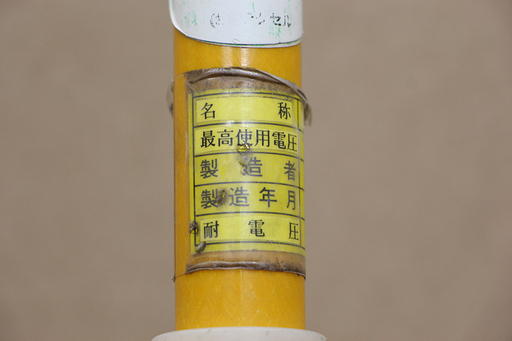 名称
最高使用電圧
製造者
製造年月
耐電圧